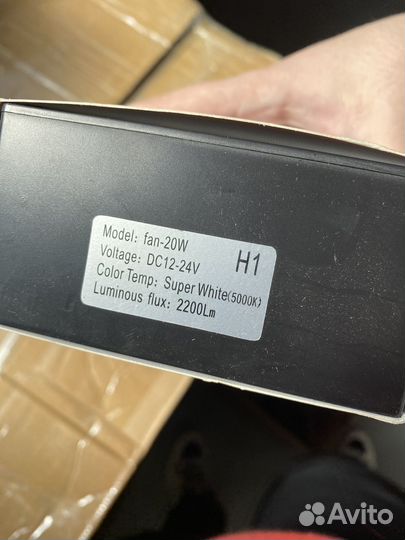 Model: fan-20W
Voltage: DC12-24V
H1
Color Temp: Super White(5000K)
Luminous flux: 2200Lm
Avito